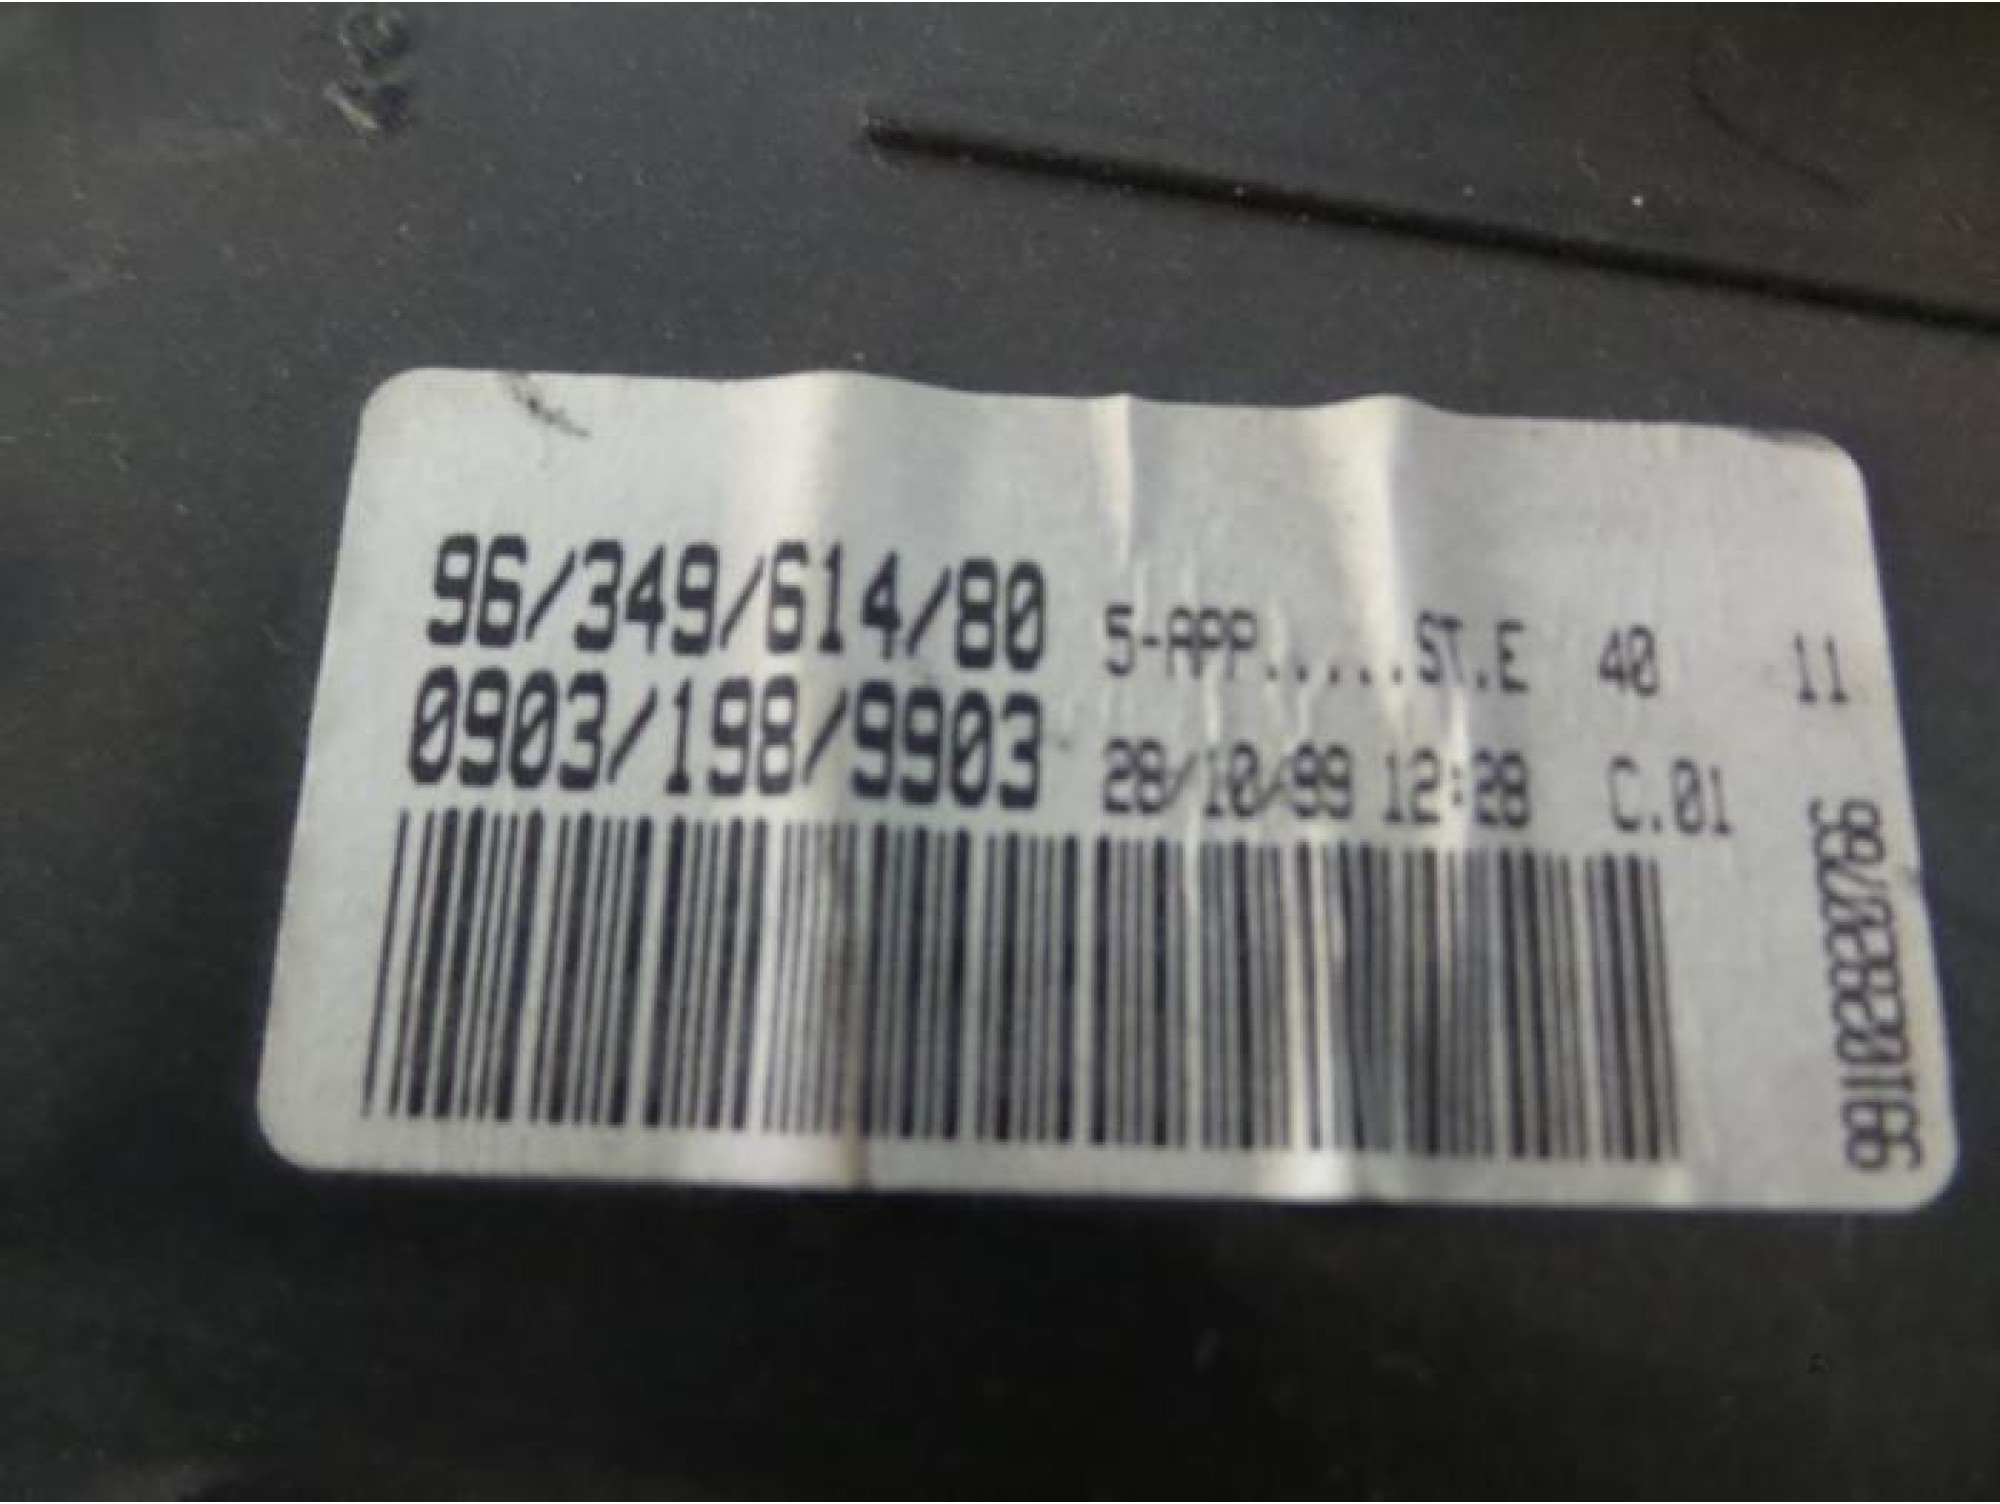 96/349/614/80
0903/198/9903
5-APP.....ST.E 40 11
28/10/99 12:28 C.01